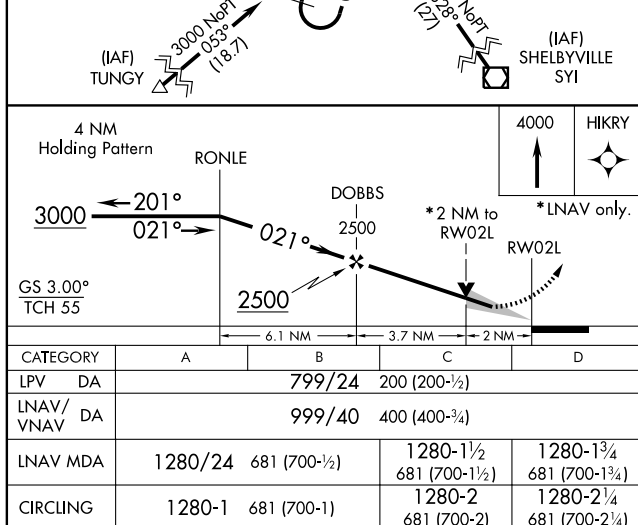 3000 NoPT
053°
(18.7)
(IAF)
TUNGY
NoPT
028°
(27)
(IAF)
SHELBYVILLE
SYI
4 NM
Holding Pattern
RONLE
4000
HIKRY
*LNAV only.
DOBBS
2500
*2 NM to
RW02L
RW02L
3000
201°
021°
021°
2500
GS 3.00°
TCH 55
6.1 NM
3.7 NM
2 NM
CATEGORY A B C D
LPV DA 799/24 200 (200-½)
LNAV/
VNAV DA 999/40 400 (400-¾)
LNAV MDA 1280/24 681 (700-½) 1280-1½ 681 (700-1½) 1280-1¾ 681 (700-1¾)
CIRCLING 1280-1 681 (700-1) 1280-2 681 (700-2) 1280-2¼ 681 (700-2¼)